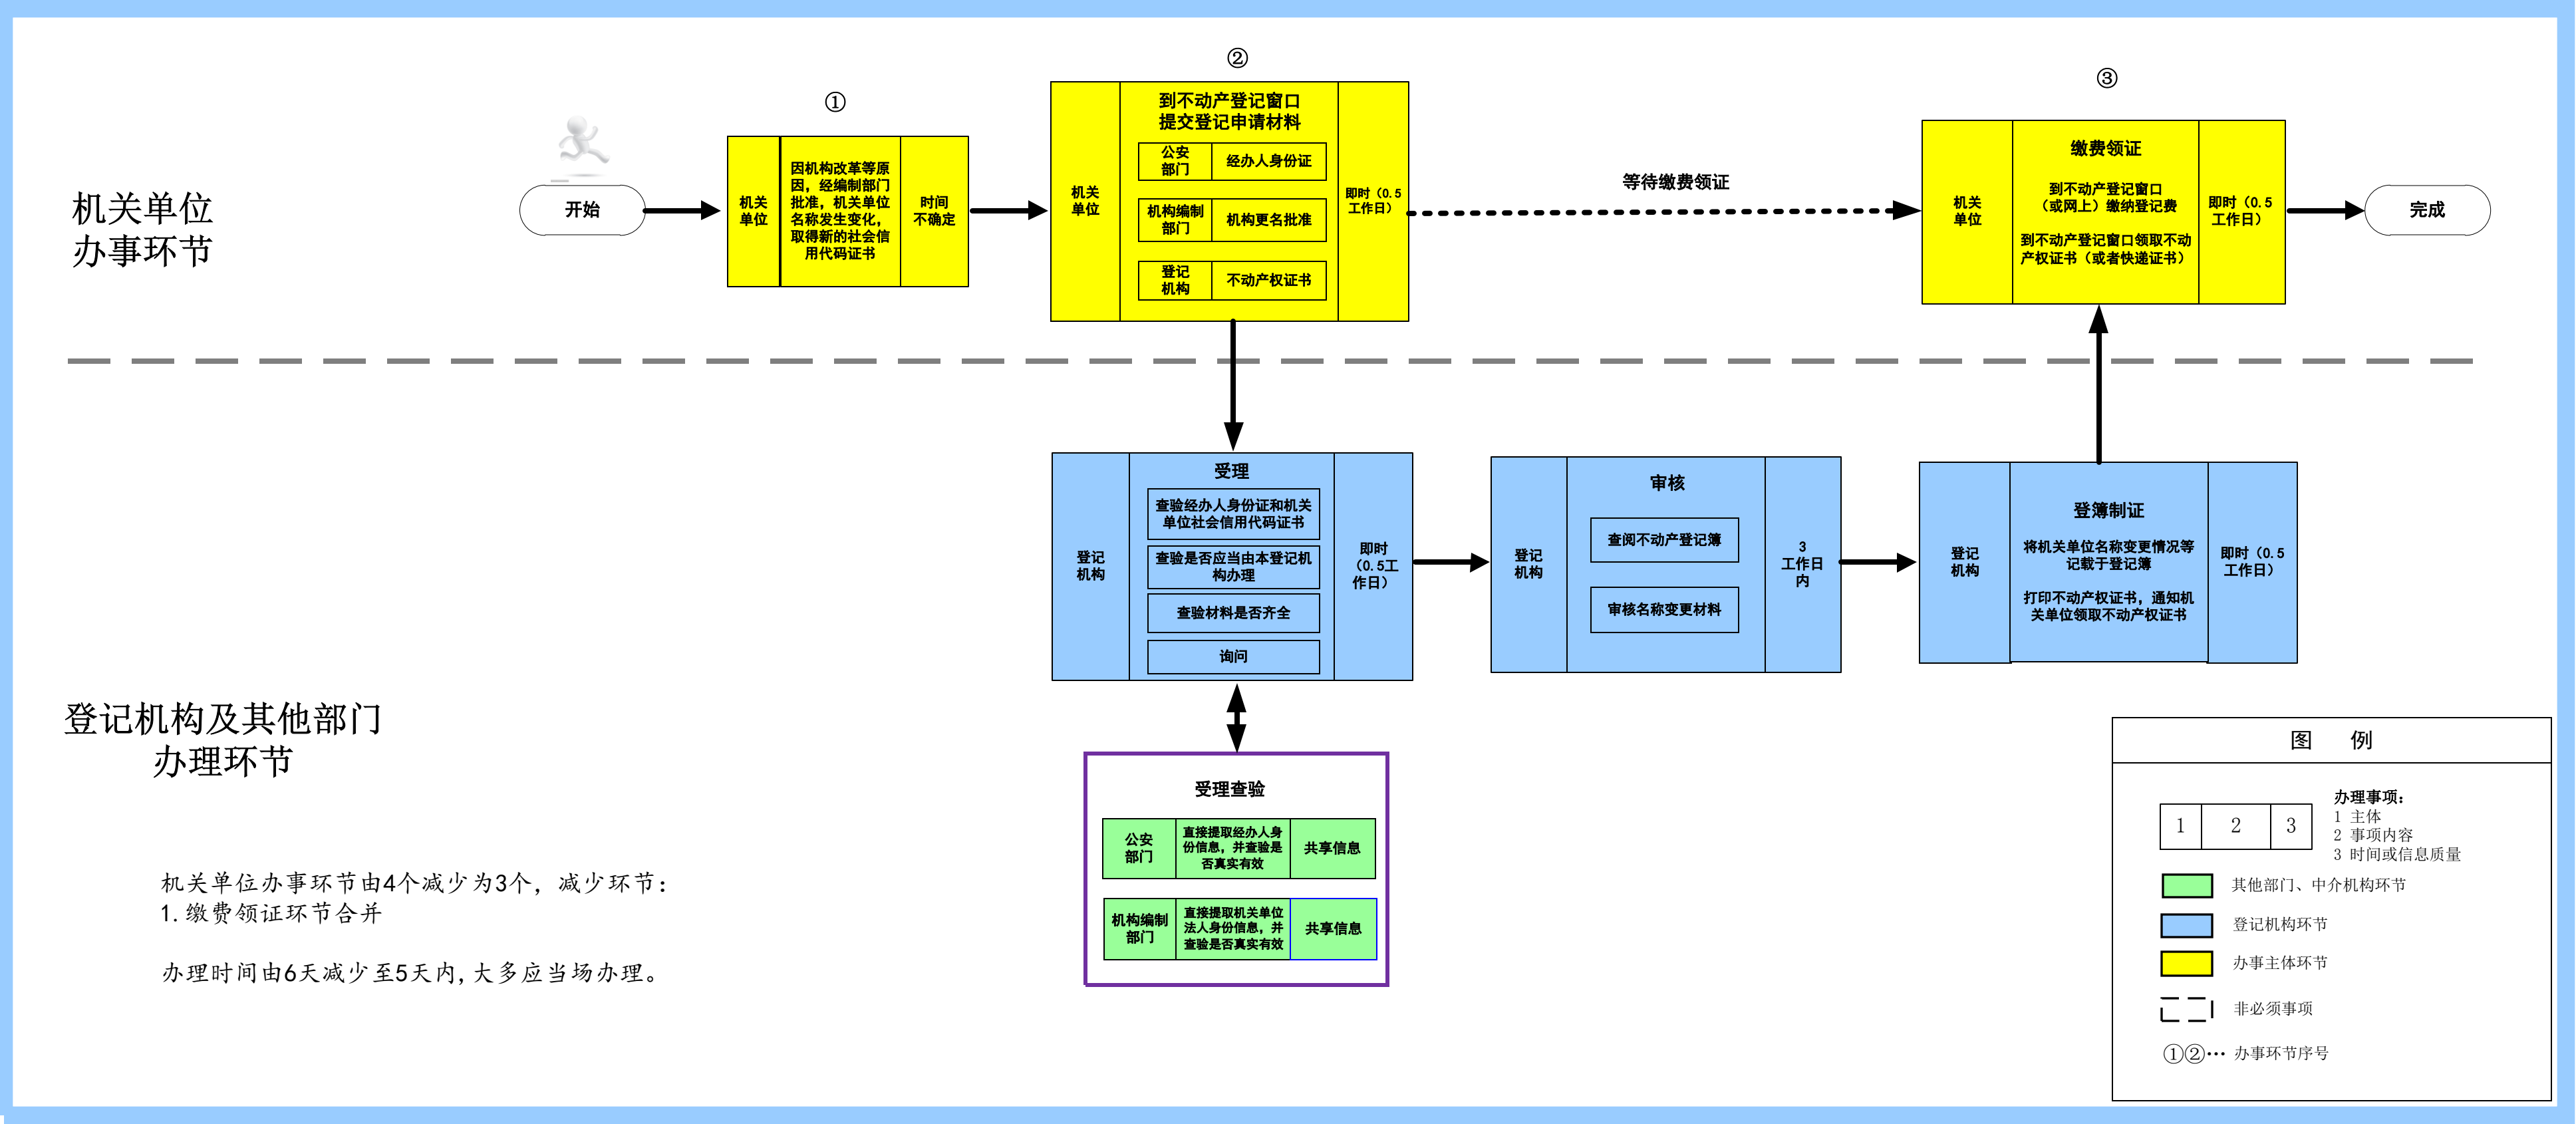 机关单位
办事环节
开始
①
机关
单位
因机构改革等原
因，经编制部门
批准，机关单位
名称发生变化，
取得新的社会信
用代码证书
时间
不确定
②
机关
单位
到不动产登记窗口
提交登记申请材料
公安
部门
经办人身份证
机构编制
部门
机构更名批准
登记
机构
不动产权证书
即时（0.5
工作日）
等待缴费领证
③
机关
单位
缴费领证
到不动产登记窗口
（或网上）缴纳登记费
到不动产登记窗口领取不动
产权证书（或者快递证书）
即时（0.5
工作日）
完成
登记机构及其他部门
办理环节
登记
机构
受理
查验经办人身份证和机关
单位社会信用代码证书
查验是否应当由本登记机
构办理
查验材料是否齐全
询问
即时
（0.5工
作日）
登记
机构
审核
查阅不动产登记簿
审核名称变更材料
3
工作日
内
登记
机构
登簿制证
将机关单位名称变更情况等
记载于登记簿
打印不动产权证书，通知机
关单位领取不动产权证书
即时（0.5
工作日）
受理查验
公安
部门
直接提取经办人身
份信息，并查验是
否真实有效
共享信息
机构编制
部门
直接提取机关单位
法人身份信息，并
查验是否真实有效
共享信息
机关单位办事环节由4个减少为3个，减少环节：
1.缴费领证环节合并
办理时间由6天减少至5天内,大多应当场办理。
图 例
1 2 3
办理事项：
1 主体
2 事项内容
3 时间或信息质量
其他部门、中介机构环节
登记机构环节
办事主体环节
非必须事项
①②… 办事环节序号